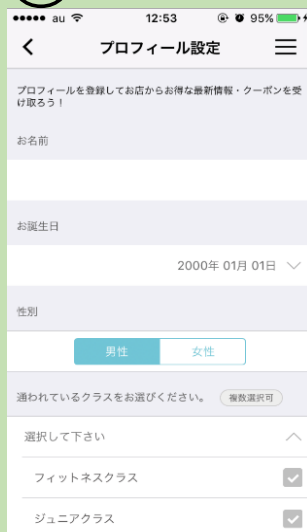 au 12:53 95%
プロフィール設定
プロフィールを登録してお店からお得な最新情報・クーポンを受
け取ろう！
お名前
お誕生日
2000年 01月 01日
性別
男性 女性
通われているクラスをお選びください。 複数選択可
選択して下さい
フィットネスクラス
ジュニアクラス